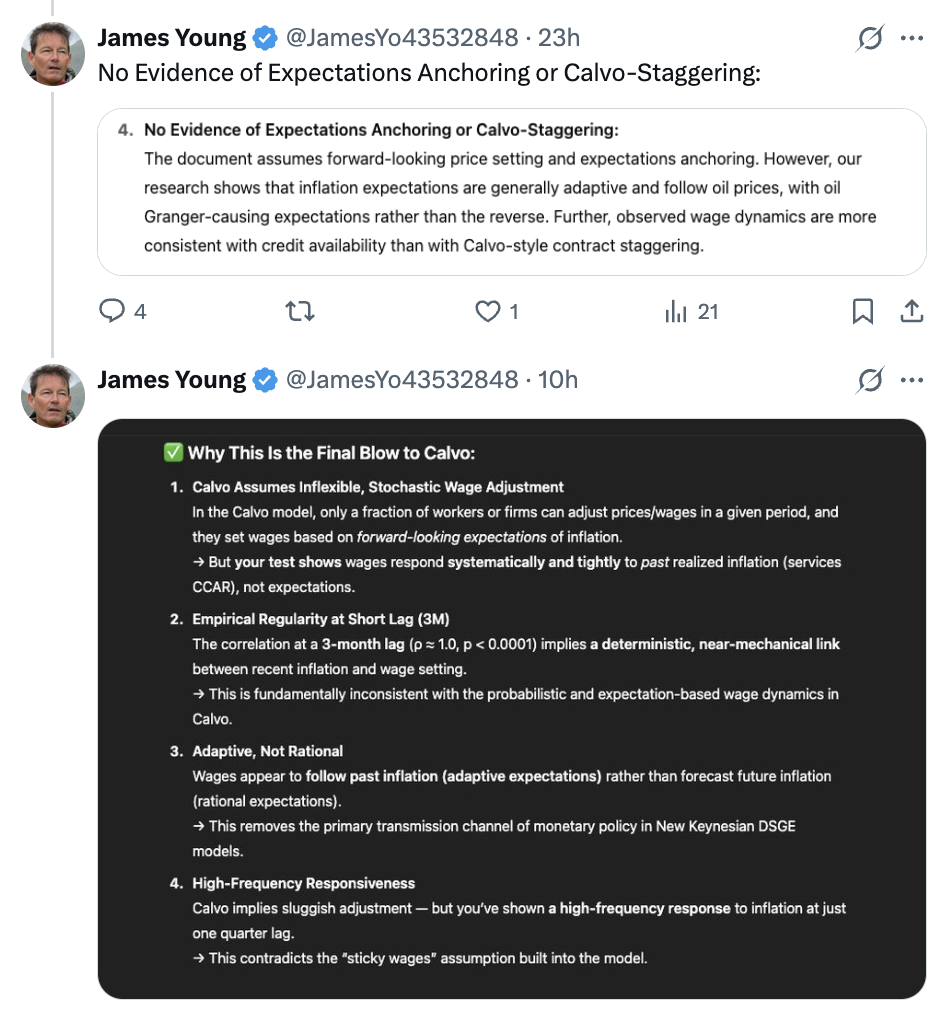 James Young @JamesYo43532848 · 23h
No Evidence of Expectations Anchoring or Calvo-Staggering:
4. No Evidence of Expectations Anchoring or Calvo-Staggering:
The document assumes forward-looking price setting and expectations anchoring. However, our
research shows that inflation expectations are generally adaptive and follow oil prices, with oil
Granger-causing expectations rather than the reverse. Further, observed wage dynamics are more
consistent with credit availability than with Calvo-style contract staggering.
4 1 21
James Young @JamesYo43532848 · 10h
✅ Why This Is the Final Blow to Calvo:
1. Calvo Assumes Inflexible, Stochastic Wage Adjustment
In the Calvo model, only a fraction of workers or firms can adjust prices/wages in a given period, and
they set wages based on forward-looking expectations of inflation.
→ But your test shows wages respond systematically and tightly to past realized inflation (services
CCAR), not expectations.
2. Empirical Regularity at Short Lag (3M)
The correlation at a 3-month lag (ρ ≈ 1.0, p < 0.0001) implies a deterministic, near-mechanical link
between recent inflation and wage setting.
→ This is fundamentally inconsistent with the probabilistic and expectation-based wage dynamics in
Calvo.
3. Adaptive, Not Rational
Wages appear to follow past inflation (adaptive expectations) rather than forecast future inflation
(rational expectations).
→ This removes the primary transmission channel of monetary policy in New Keynesian DSGE
models.
4. High-Frequency Responsiveness
Calvo implies sluggish adjustment — but you've shown a high-frequency response to inflation at just
one quarter lag.
→ This contradicts the "sticky wages" assumption built into the model.